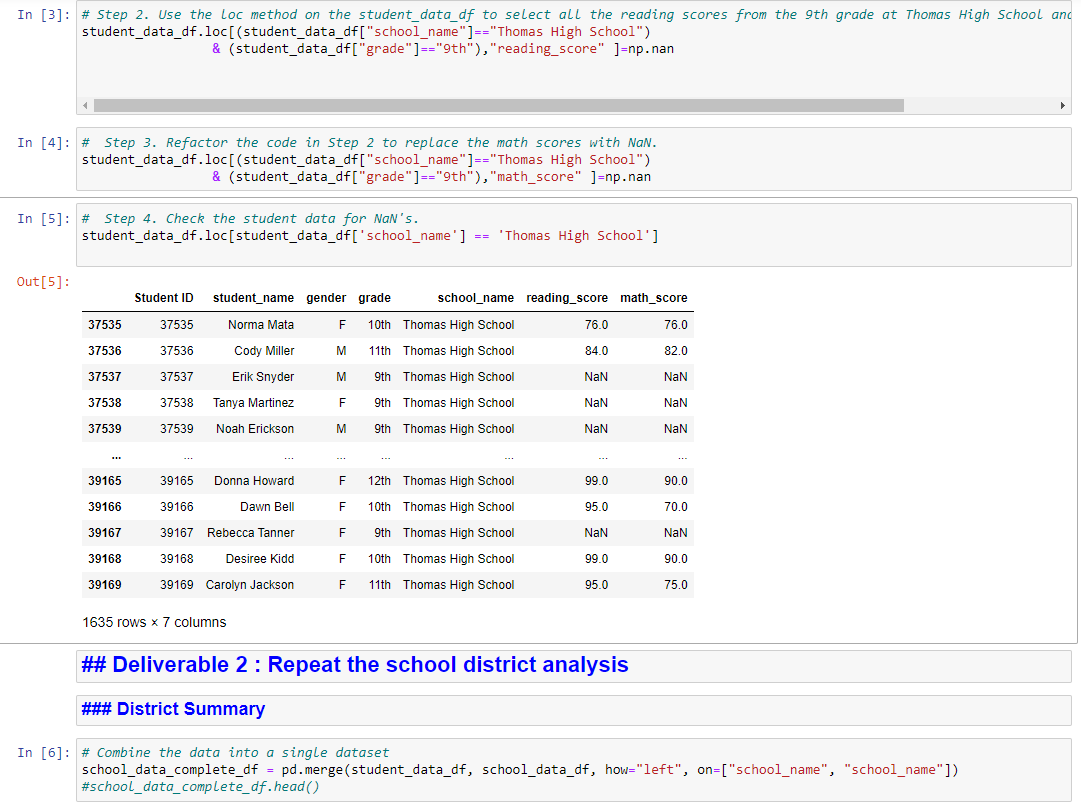 In [3]: # Step 2. Use the loc method on the student_data_df to select all the reading scores from the 9th grade at Thomas High School and
student_data_df.loc[(student_data_df["school_name"]=="Thomas High School")
& (student_data_df["grade"]=="9th"),"reading_score" ]=np.nan
In [4]: #  Step 3. Refactor the code in Step 2 to replace the math scores with NaN.
student_data_df.loc[(student_data_df["school_name"]=="Thomas High School")
& (student_data_df["grade"]=="9th"),"math_score" ]=np.nan
In [5]: #  Step 4. Check the student data for NaN's.
student_data_df.loc[student_data_df['school_name'] == 'Thomas High School']
Out[5]:
Student ID student_name gender grade school_name reading_score math_score
37535 37535 Norma Mata F 10th Thomas High School 76.0 76.0
37536 37536 Cody Miller M 11th Thomas High School 84.0 82.0
37537 37537 Erik Snyder M 9th Thomas High School NaN NaN
37538 37538 Tanya Martinez F 9th Thomas High School NaN NaN
37539 37539 Noah Erickson M 9th Thomas High School NaN NaN
... ... ... ... ... ... ... ...
39165 39165 Donna Howard F 12th Thomas High School 99.0 90.0
39166 39166 Dawn Bell F 10th Thomas High School 95.0 70.0
39167 39167 Rebecca Tanner F 9th Thomas High School NaN NaN
39168 39168 Desiree Kidd F 10th Thomas High School 99.0 90.0
39169 39169 Carolyn Jackson F 11th Thomas High School 95.0 75.0
1635 rows × 7 columns
## Deliverable 2 : Repeat the school district analysis
### District Summary
In [6]: # Combine the data into a single dataset
school_data_complete_df = pd.merge(student_data_df, school_data_df, how="left", on=["school_name", "school_name"])
#school_data_complete_df.head()